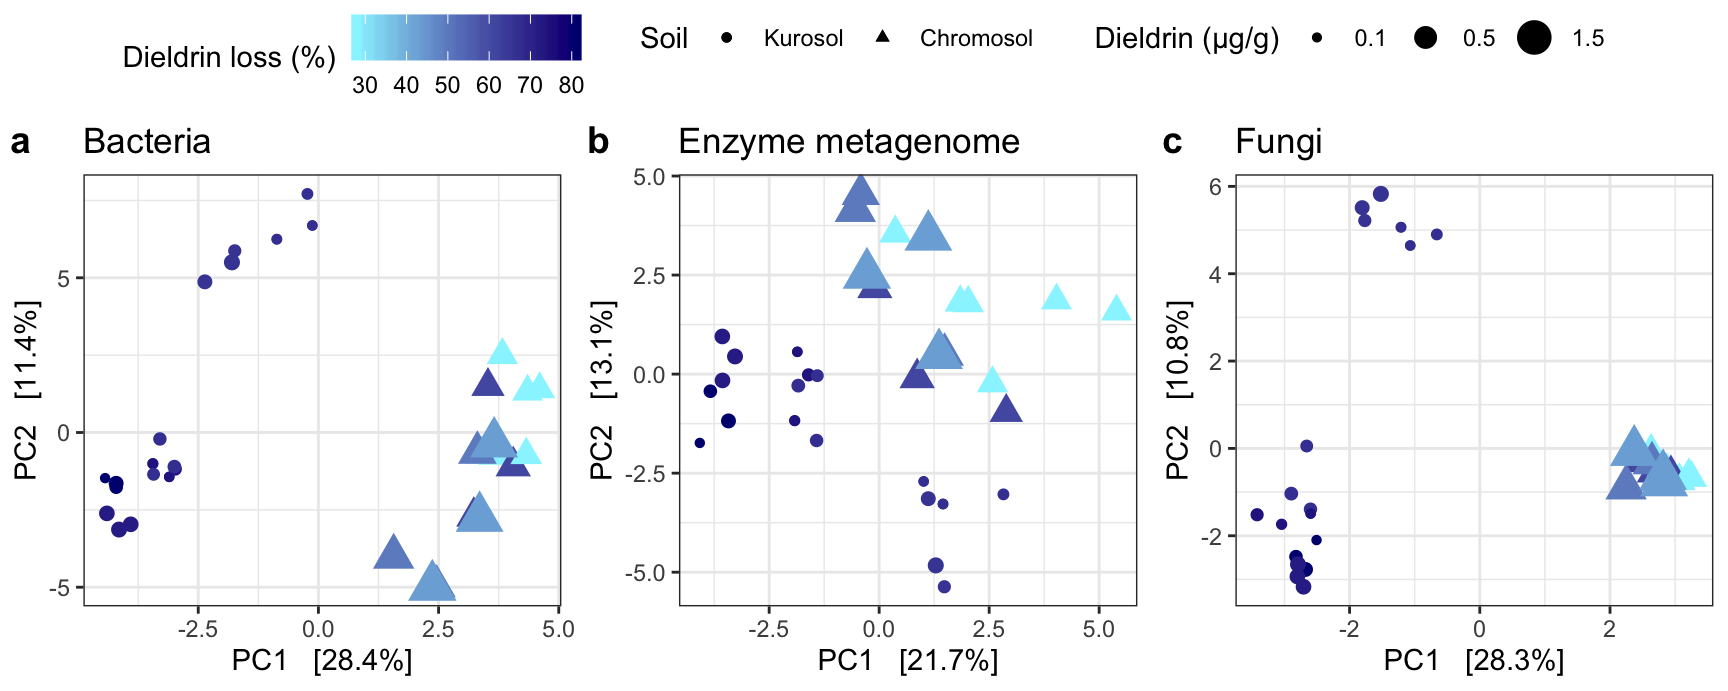 Dieldrin loss (%)
30 40 50 60 70 80
Soil Kurosol Chromosol
Dieldrin (µg/g) 0.1 0.5 1.5
a Bacteria
5
0
-5
PC2 [11.4%]
-2.5 0.0 2.5 5.0
PC1 [28.4%]
b Enzyme metagenome
5.0
2.5
0.0
-2.5
-5.0
PC2 [13.1%]
-2.5 0.0 2.5 5.0
PC1 [21.7%]
c Fungi
6
4
2
0
-2
PC2 [10.8%]
-2 0 2
PC1 [28.3%]